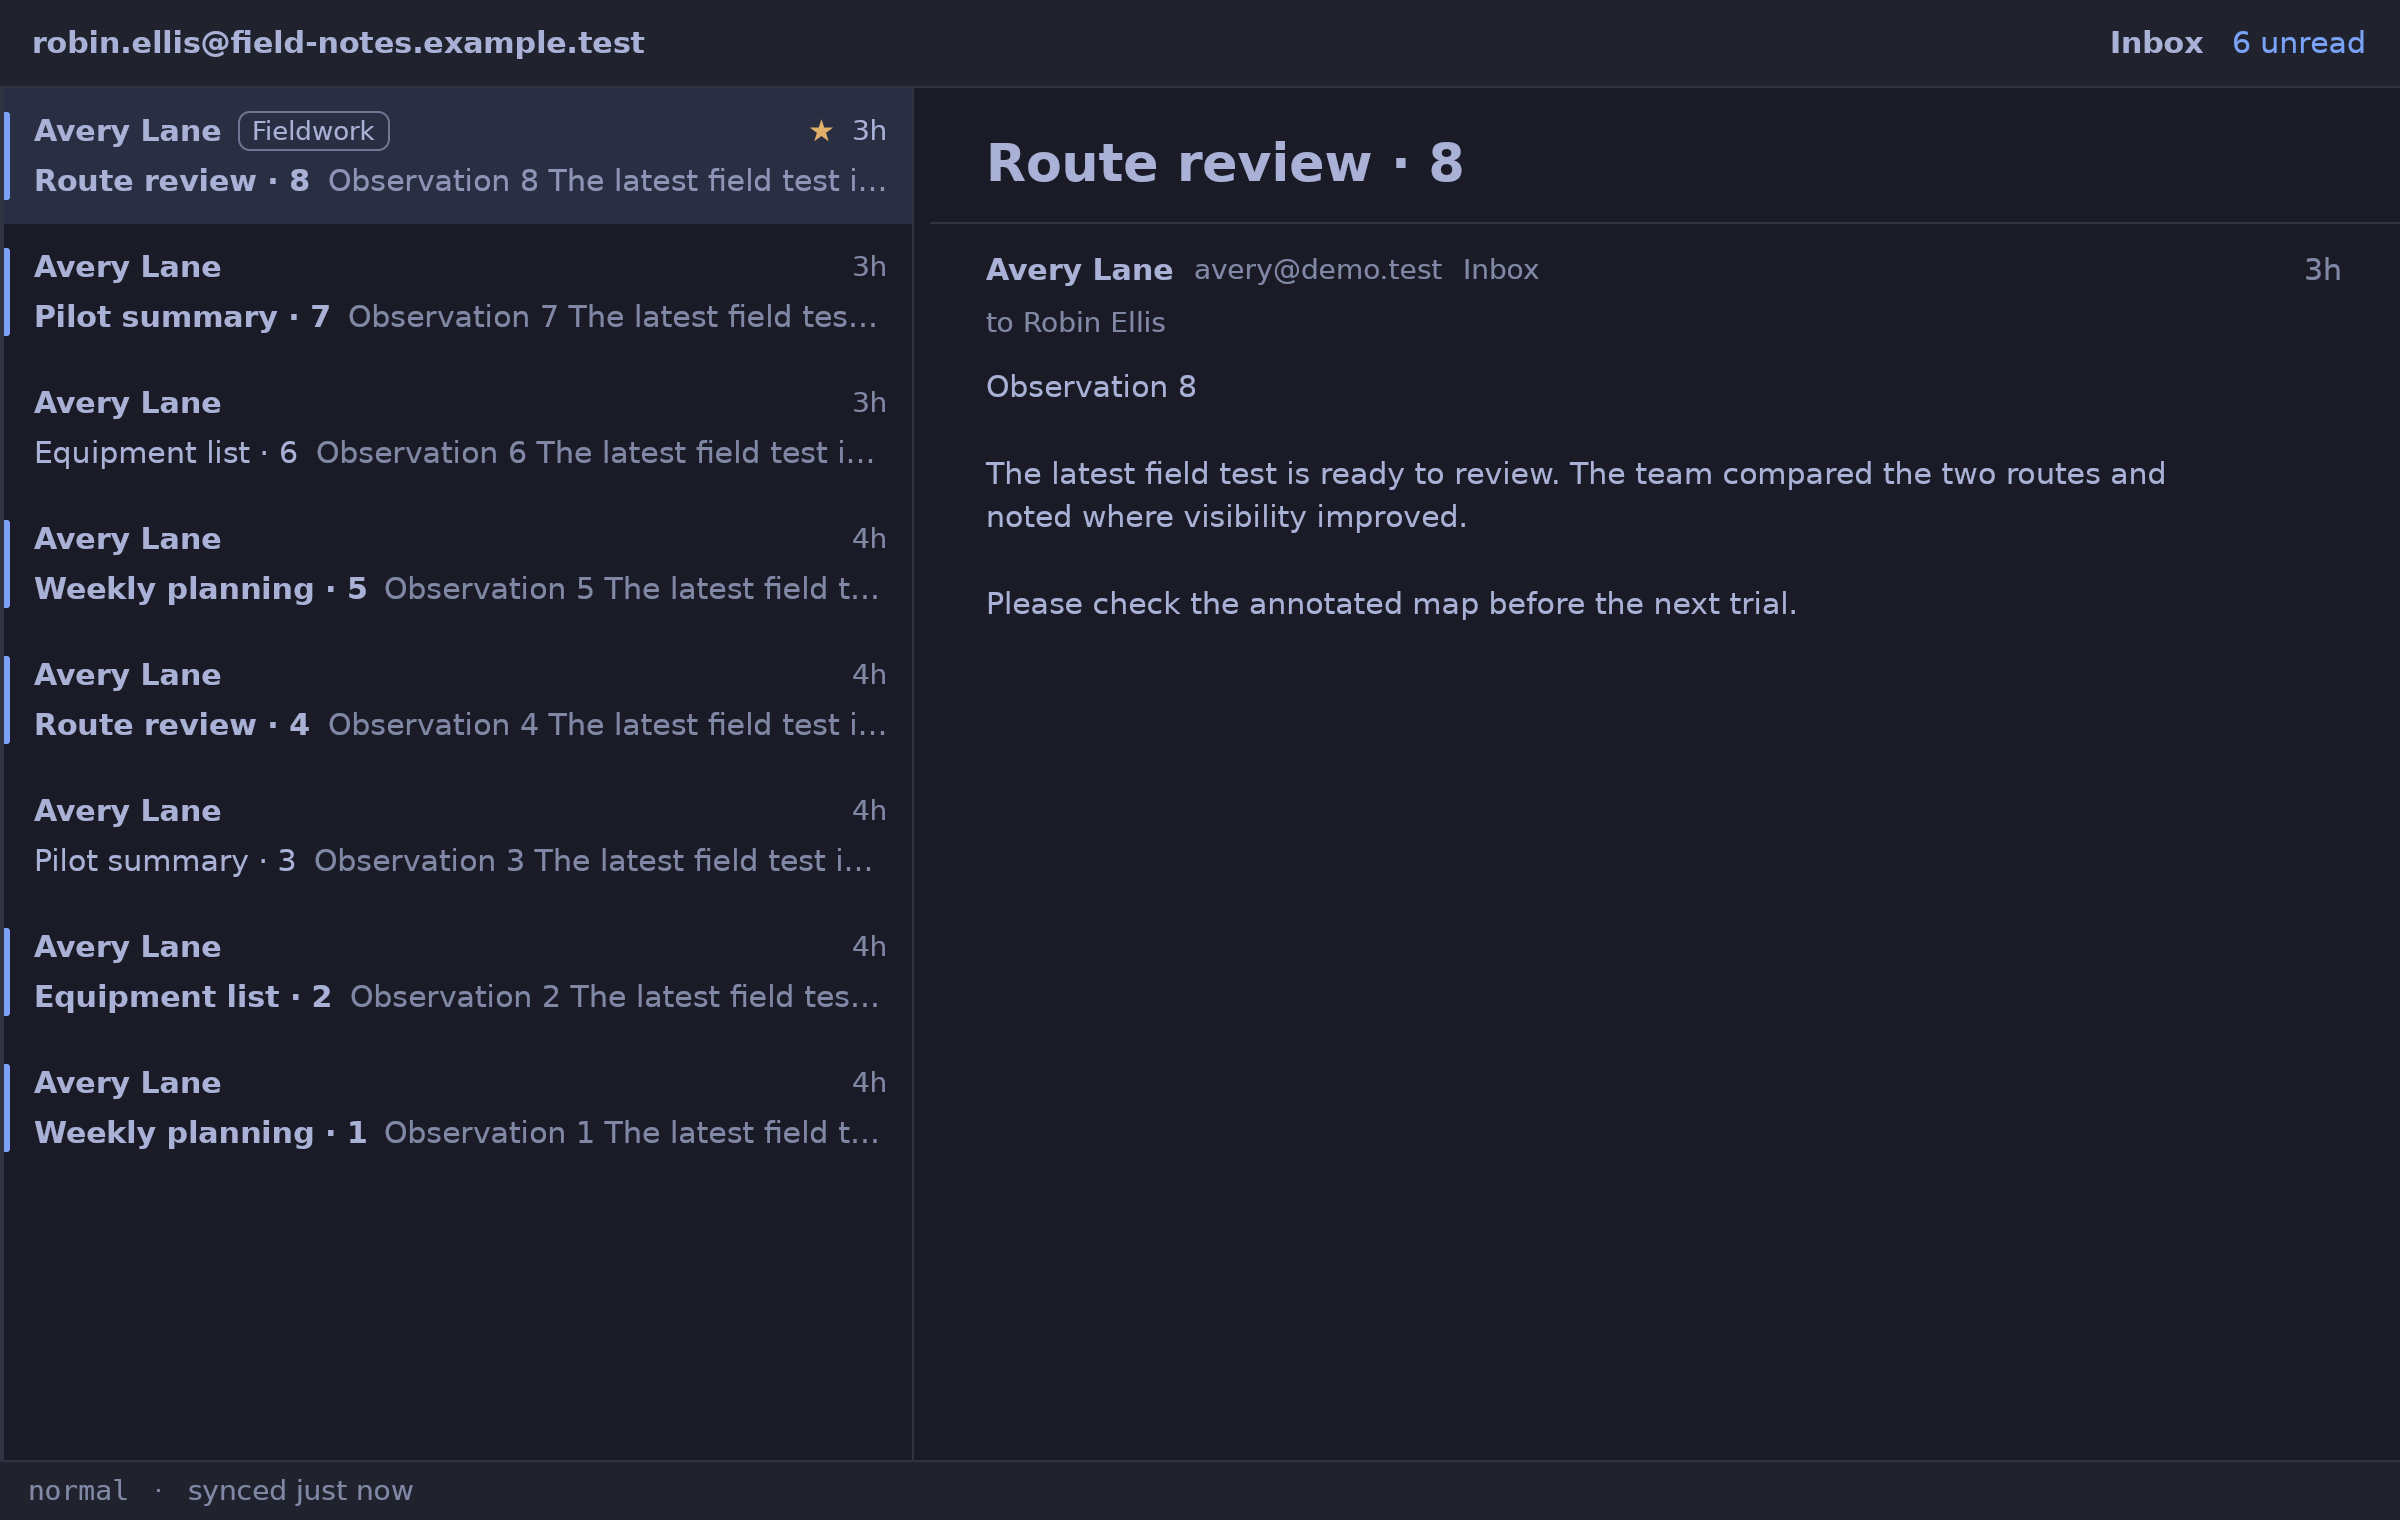 robin.ellis@field-notes.example.test
Inbox 6 unread
Avery Lane Fieldwork ★ 3h
Route review · 8 Observation 8 The latest field test i…
Avery Lane 3h
Pilot summary · 7 Observation 7 The latest field tes…
Avery Lane 3h
Equipment list · 6 Observation 6 The latest field test i…
Avery Lane 4h
Weekly planning · 5 Observation 5 The latest field t…
Avery Lane 4h
Route review · 4 Observation 4 The latest field test i…
Avery Lane 4h
Pilot summary · 3 Observation 3 The latest field test i…
Avery Lane 4h
Equipment list · 2 Observation 2 The latest field tes…
Avery Lane 4h
Weekly planning · 1 Observation 1 The latest field t…
Route review · 8
Avery Lane avery@demo.test Inbox 3h
to Robin Ellis
Observation 8
The latest field test is ready to review. The team compared the two routes and
noted where visibility improved.
Please check the annotated map before the next trial.
normal · synced just now